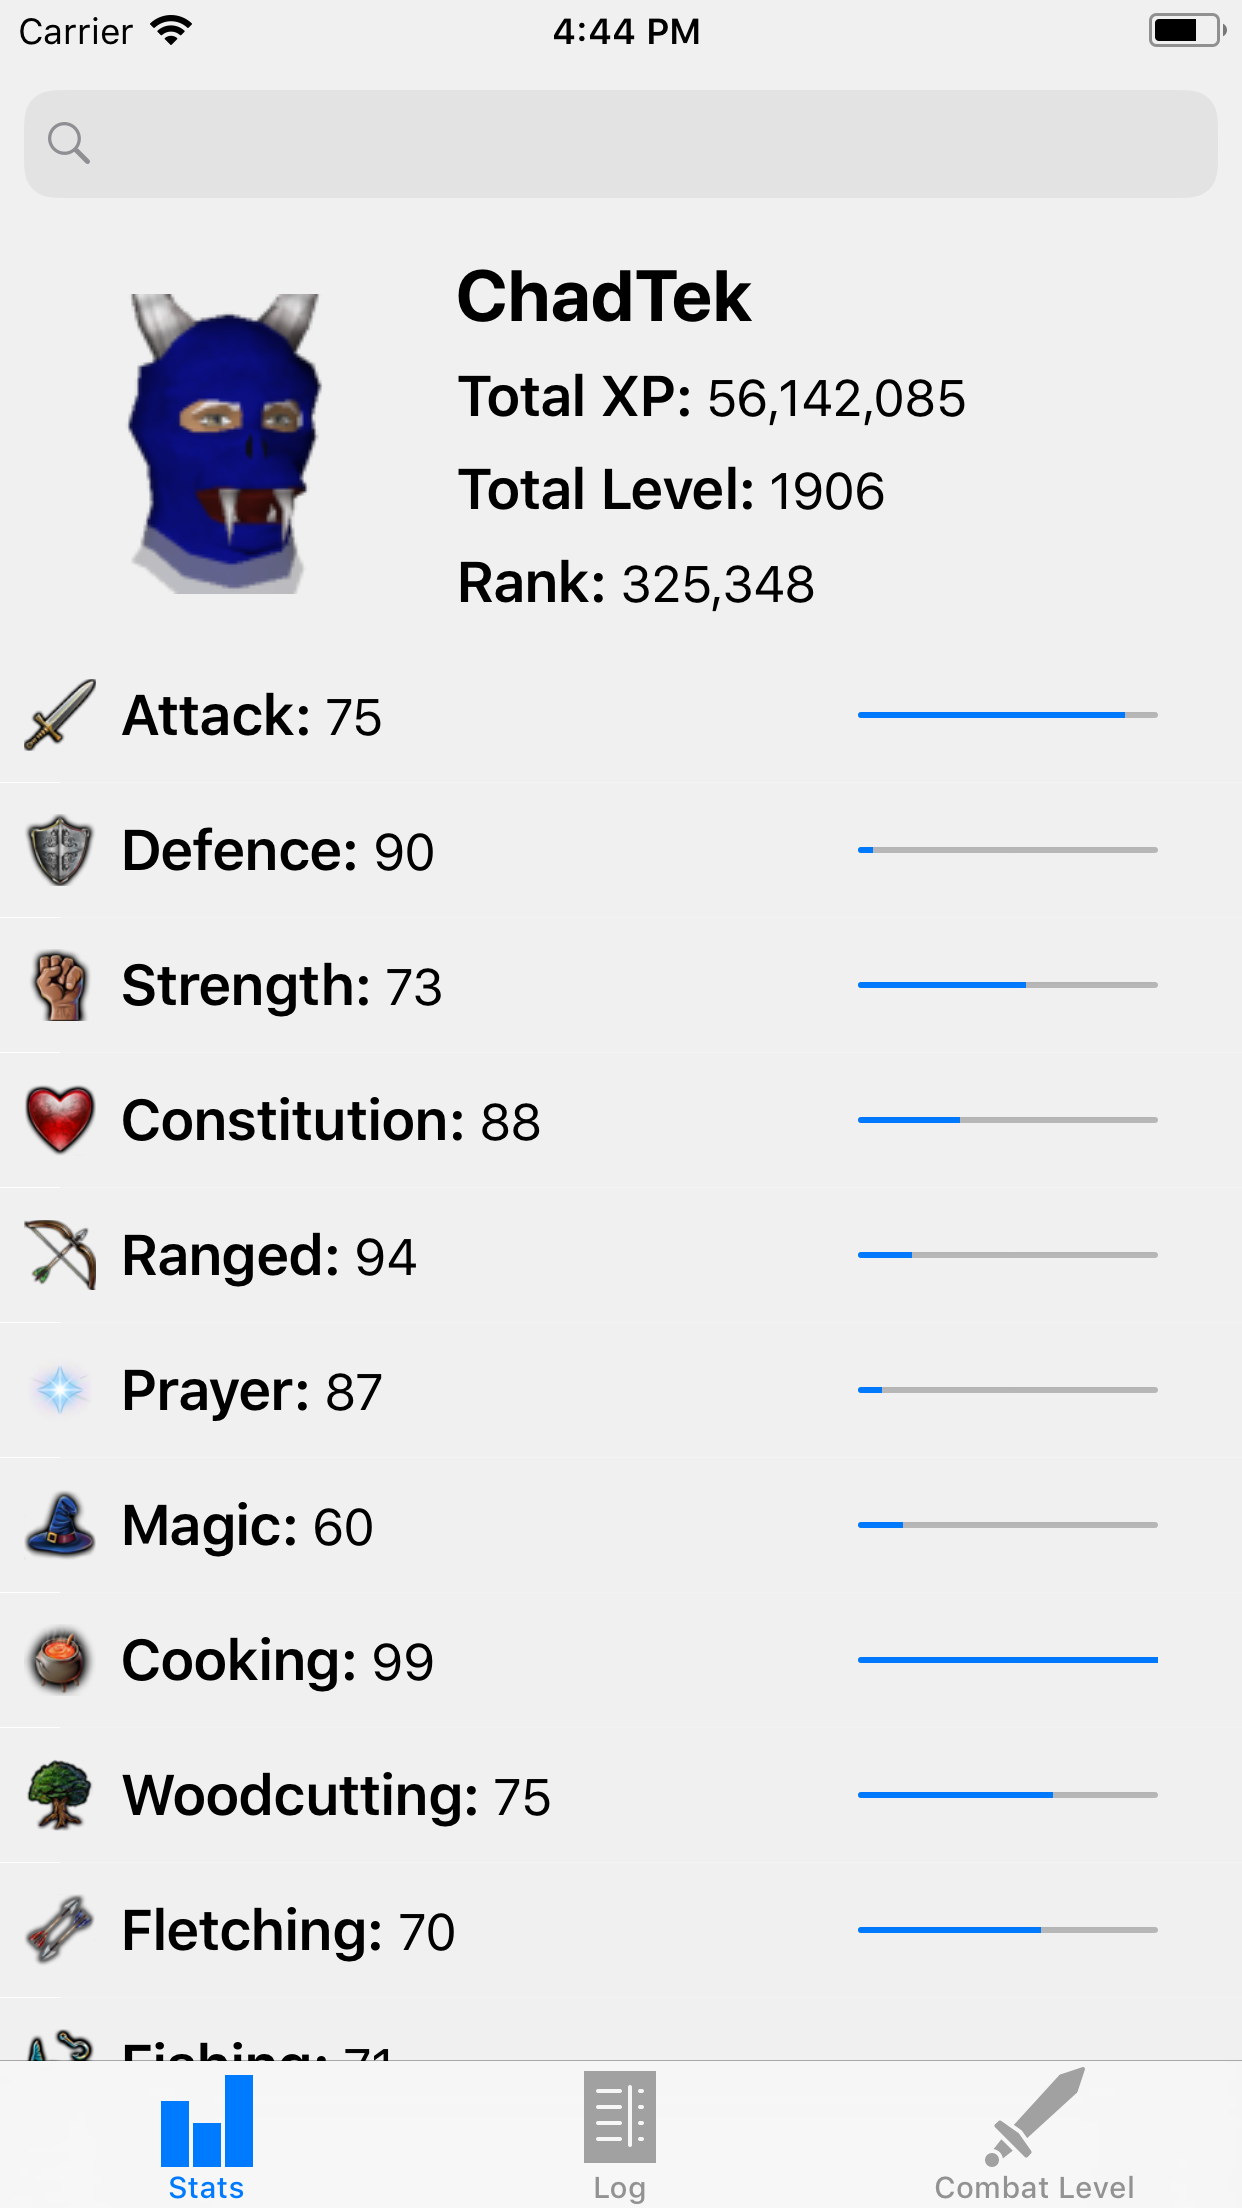 Carrier 4:44 PM
ChadTek
Total XP: 56,142,085
Total Level: 1906
Rank: 325,348
Attack: 75
Defence: 90
Strength: 73
Constitution: 88
Ranged: 94
Prayer: 87
Magic: 60
Cooking: 99
Woodcutting: 75
Fletching: 70
Fishing: 71
Stats Log Combat Level